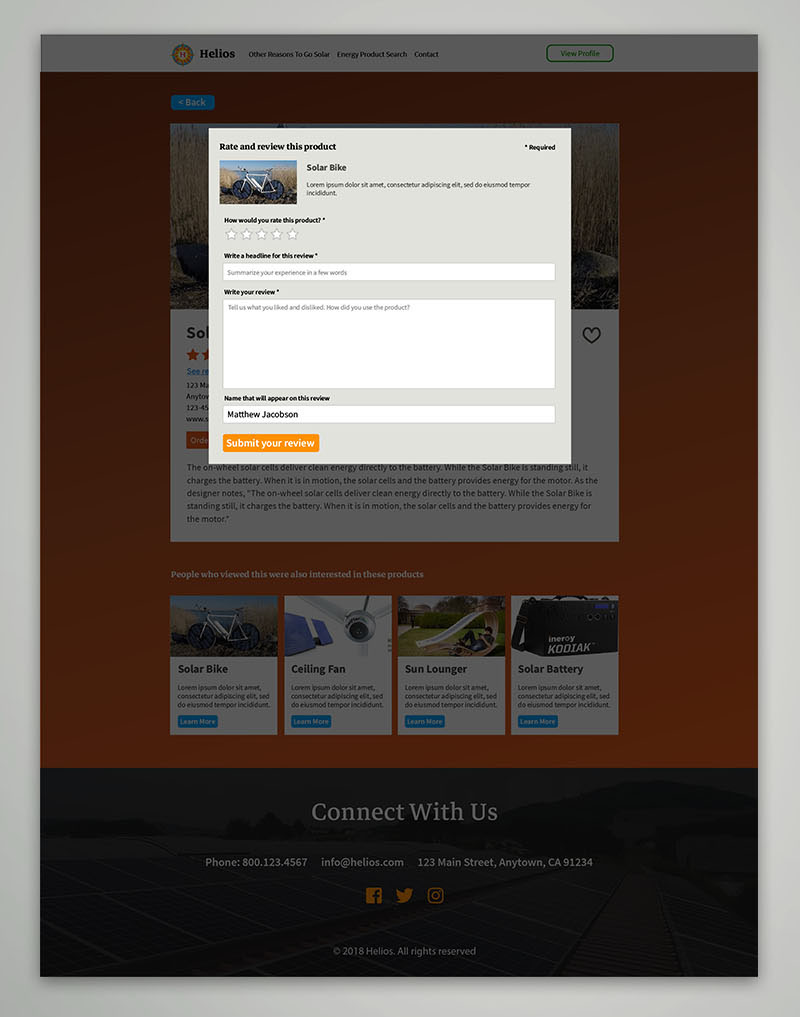 Helios
Other Reasons To Go Solar
Energy Product Search
Contact
View Profile
< Back
Rate and review this product
* Required
Solar Bike
Lorem ipsum dolor sit amet, consectetur adipiscing elit, sed do eiusmod tempor
incididunt.
How would you rate this product? *
Write a headline for this review *
Summarize your experience in a few words
Write your review *
Tell us what you liked and disliked. How did you use the product?
Name that will appear on this review
Matthew Jacobson
Submit your review
See re
123 Ma
Anytow
123-45
www.s
Orde
The on-wheel solar cells deliver clean energy directly to the battery. While the Solar Bike is standing still, it
charges the battery. When it is in motion, the solar cells and the battery provides energy for the motor. As the
designer notes, "The on-wheel solar cells deliver clean energy directly to the battery. While the Solar Bike is
standing still, it charges the battery. When it is in motion, the solar cells and the battery provides energy for
the motor."
People who viewed this were also interested in these products
Solar Bike
Lorem ipsum dolor sit amet,
consectetur adipiscing elit, sed
do eiusmod tempor incididunt.
Learn More
Ceiling Fan
Lorem ipsum dolor sit amet,
consectetur adipiscing elit, sed
do eiusmod tempor incididunt.
Learn More
Sun Lounger
Lorem ipsum dolor sit amet,
consectetur adipiscing elit, sed
do eiusmod tempor incididunt.
Learn More
inergy
KODIAK
Solar Battery
Lorem ipsum dolor sit amet,
consectetur adipiscing elit, sed
do eiusmod tempor incididunt.
Learn More
Connect With Us
Phone: 800.123.4567
info@helios.com
123 Main Street, Anytown, CA 91234
© 2018 Helios. All rights reserved